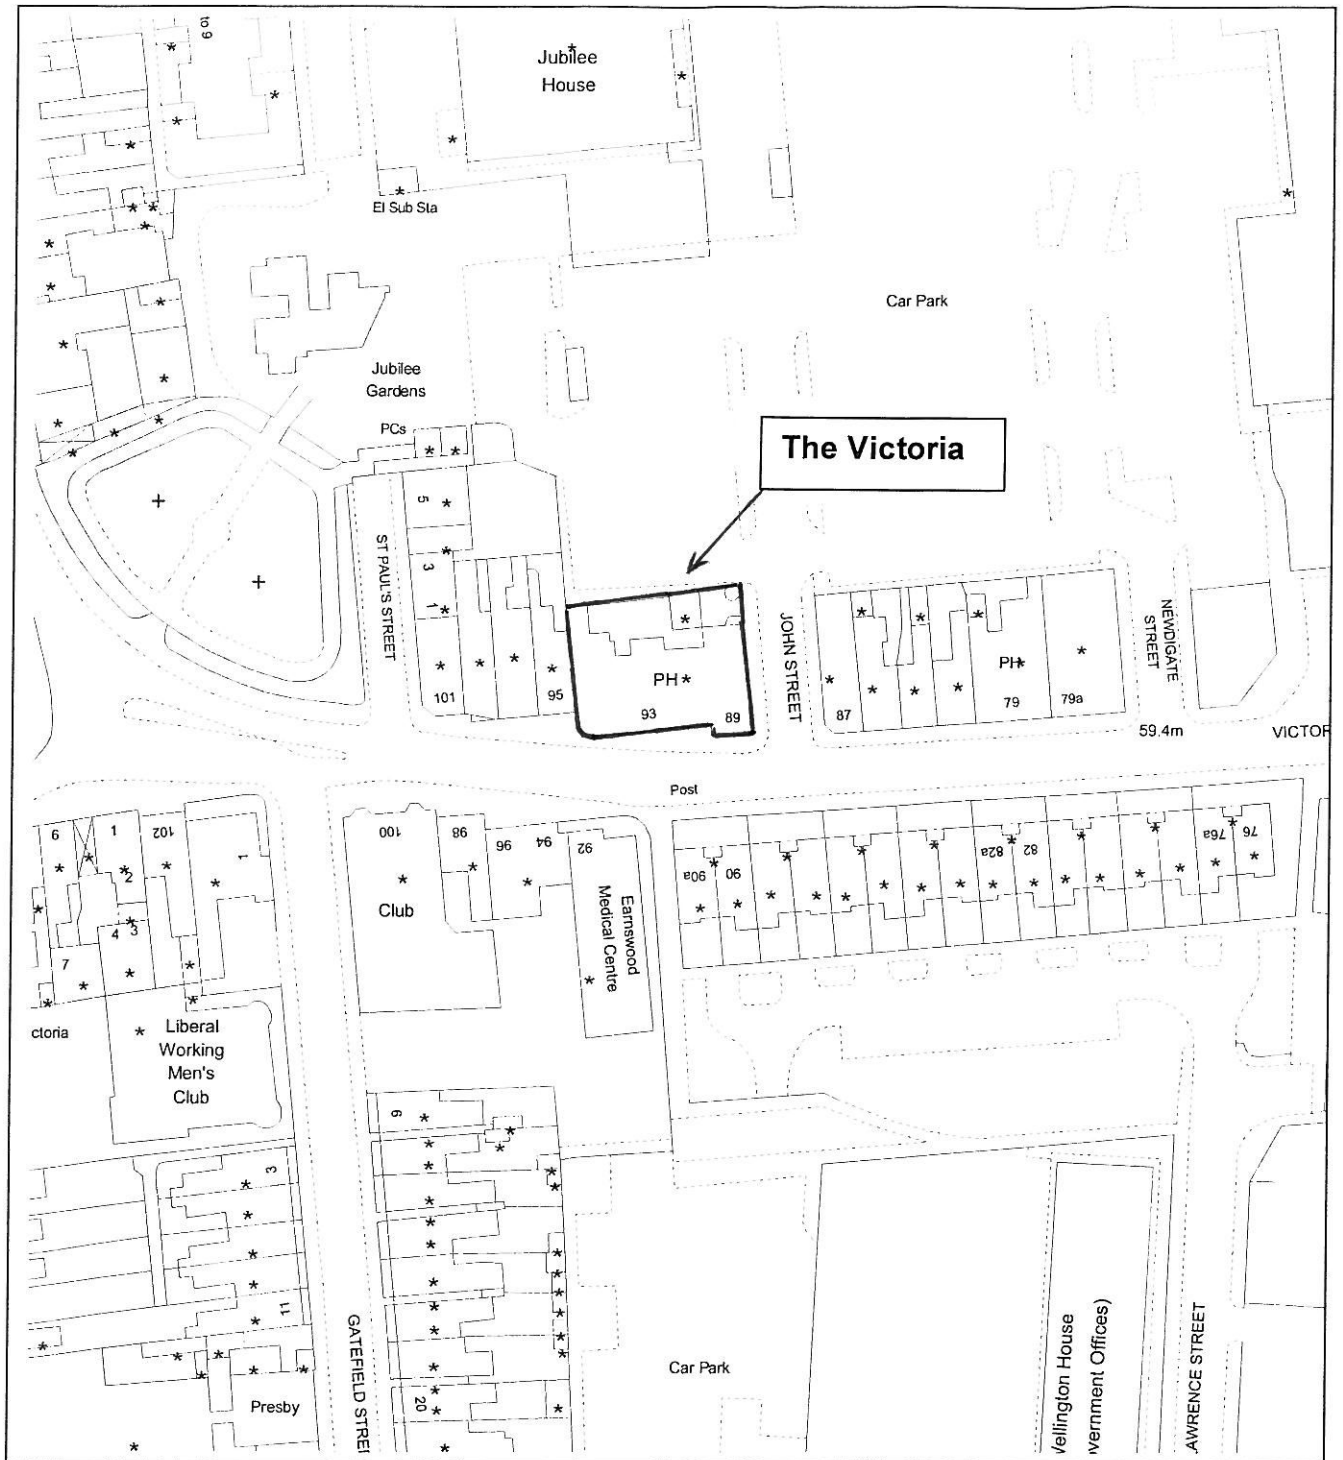 to 9
Jubilee
House
El Sub Sta
Car Park
Jubilee
Gardens
PCs
The Victoria
5
3
1
ST PAUL'S STREET
101
95
PH
93
89
JOHN STREET
87
PH
79
79a
NEWDIGATE
STREET
59.4m
VICTOR
Post
6
1
102
1
2
3
4
7
100
98
96
94
92
Club
Earnswood
Medical Centre
90a
90
82a
82
76a
76
ctoria
Liberal
Working
Men's
Club
9
3
11
20
GATEFIELD STREE
Presby
Car Park
Wellington House
vernment Offices)
AWRENCE STREET